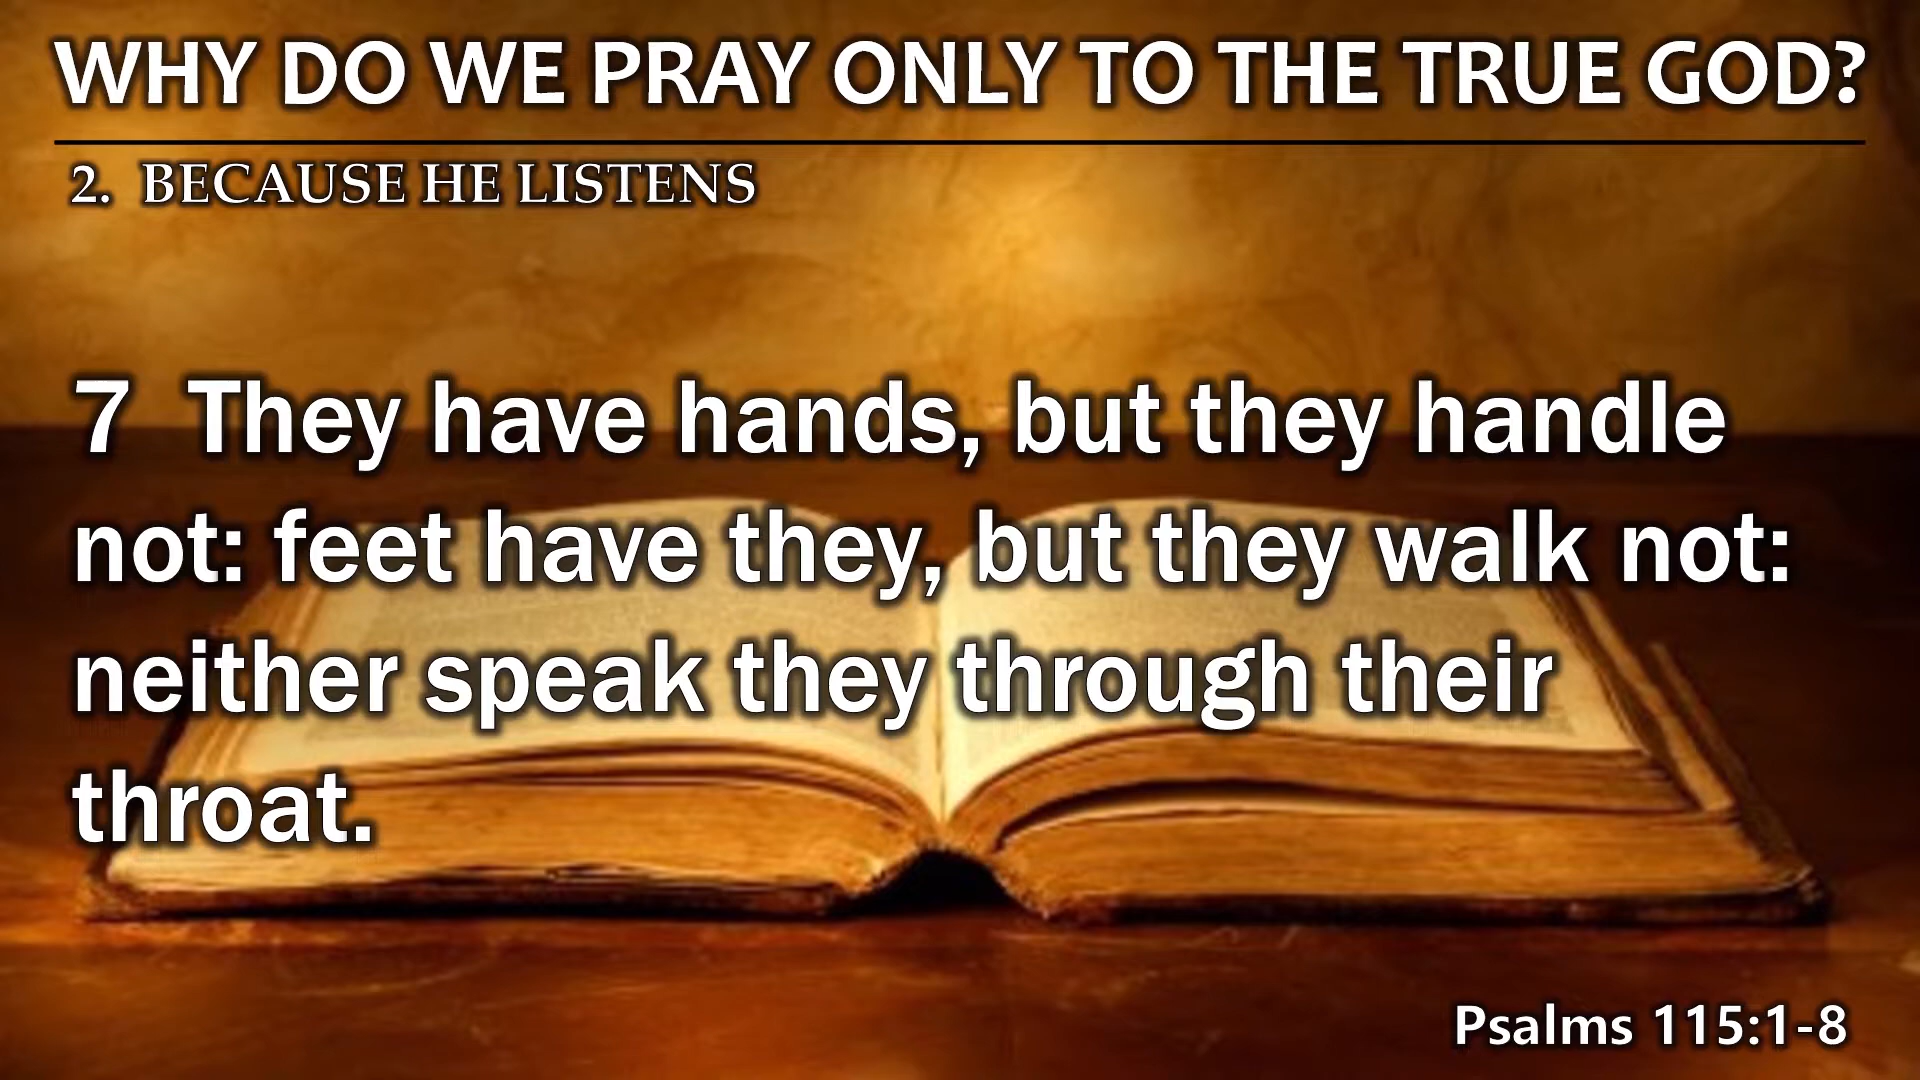 WHY DO WE PRAY ONLY TO THE TRUE GOD?
2. BECAUSE HE LISTENS
7 They have hands, but they handle
not: feet have they, but they walk not:
neither speak they through their
throat.
Psalms 115:1-8